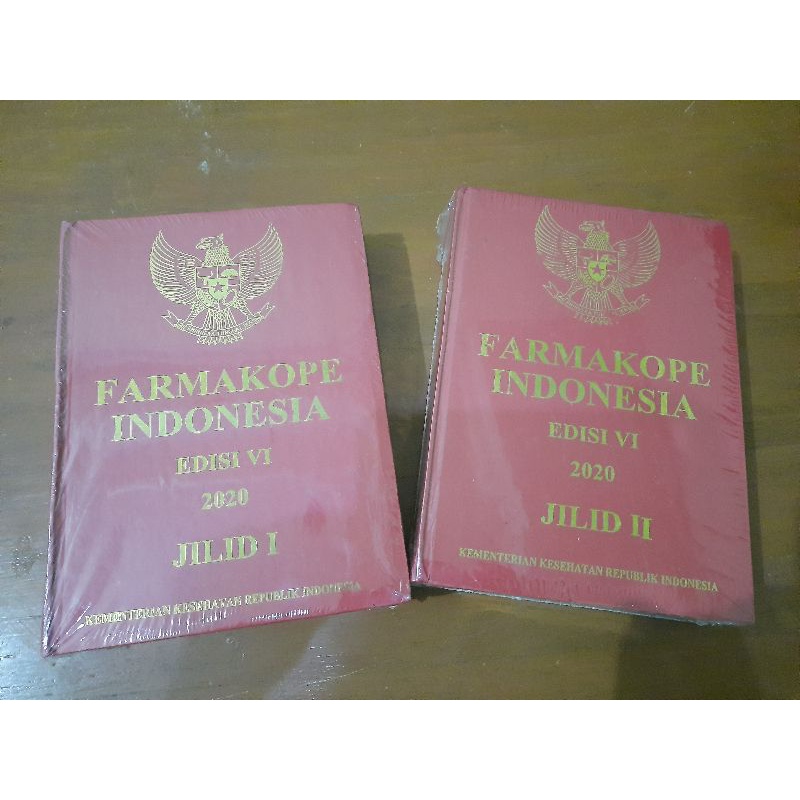 FARMAKOPE
INDONESIA
EDISI VI
2020
JILID I
KEMENTERIAN KESEHATAN REPUBLIK INDONESIA
FARMAKOPE
INDONESIA
EDISI VI
2020
JILID II
KEMENTERIAN KESEHATAN REPUBLIK INDONESIA